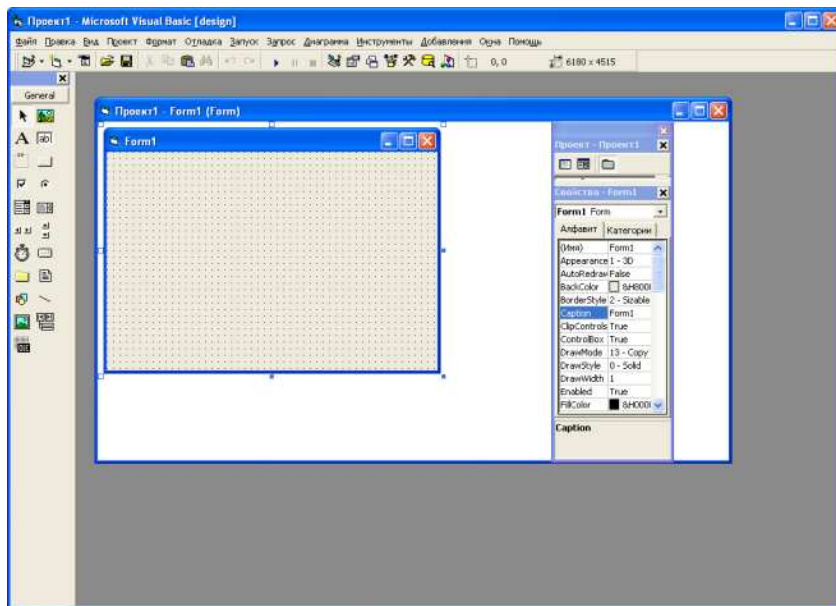 Проект1 - Microsoft Visual Basic [design]
Файл Правка Вид Проект Формат Отладка Запуск Запрос Диаграмма Инструменты Добавления Окна Помощь
0,0 6180 x 4515
General
A ab
Проект1 - Form1 (Form)
Form1
Проект - Проект1
Свойства - Form1
Form1 Form
Алфавит Категории
(Имя) Form1
Appearance 1 - 3D
AutoRedraw False
BackColor &H800
BorderStyle 2 - Sizable
Caption Form1
ClipControls True
ControlBox True
DrawMode 13 - Copy
DrawStyle 0 - Solid
DrawWidth 1
Enabled True
FillColor &H000
Caption